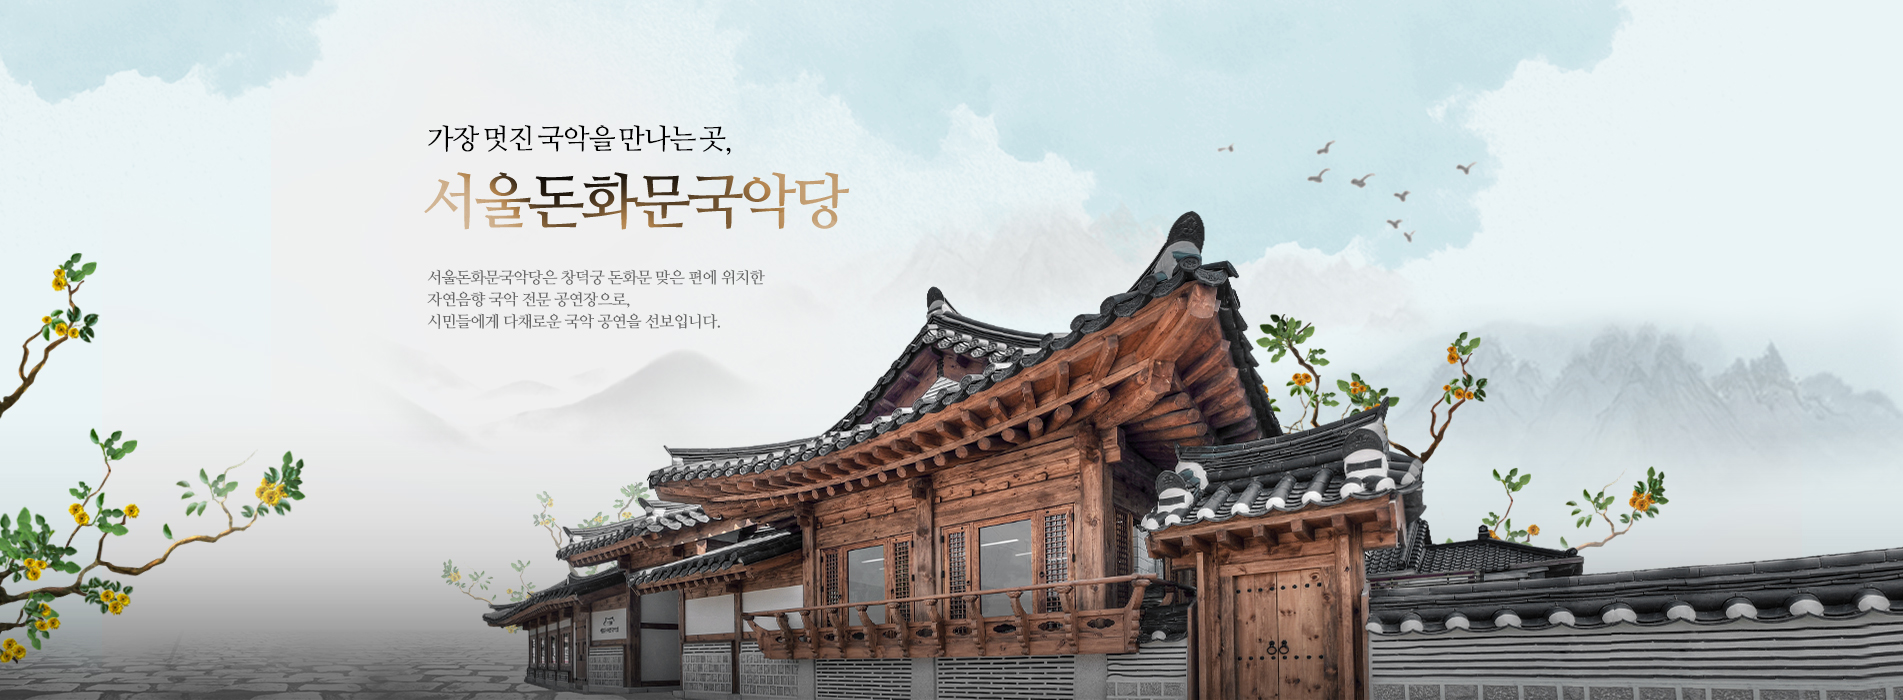 가장 멋진 국악을 만나는 곳,
서울돈화문국악당
서울돈화문국악당은 창덕궁 돈화문 맞은 편에 위치한
자연음향 국악 전문 공연장으로,
시민들에게 다채로운 국악 공연을 선보입니다.